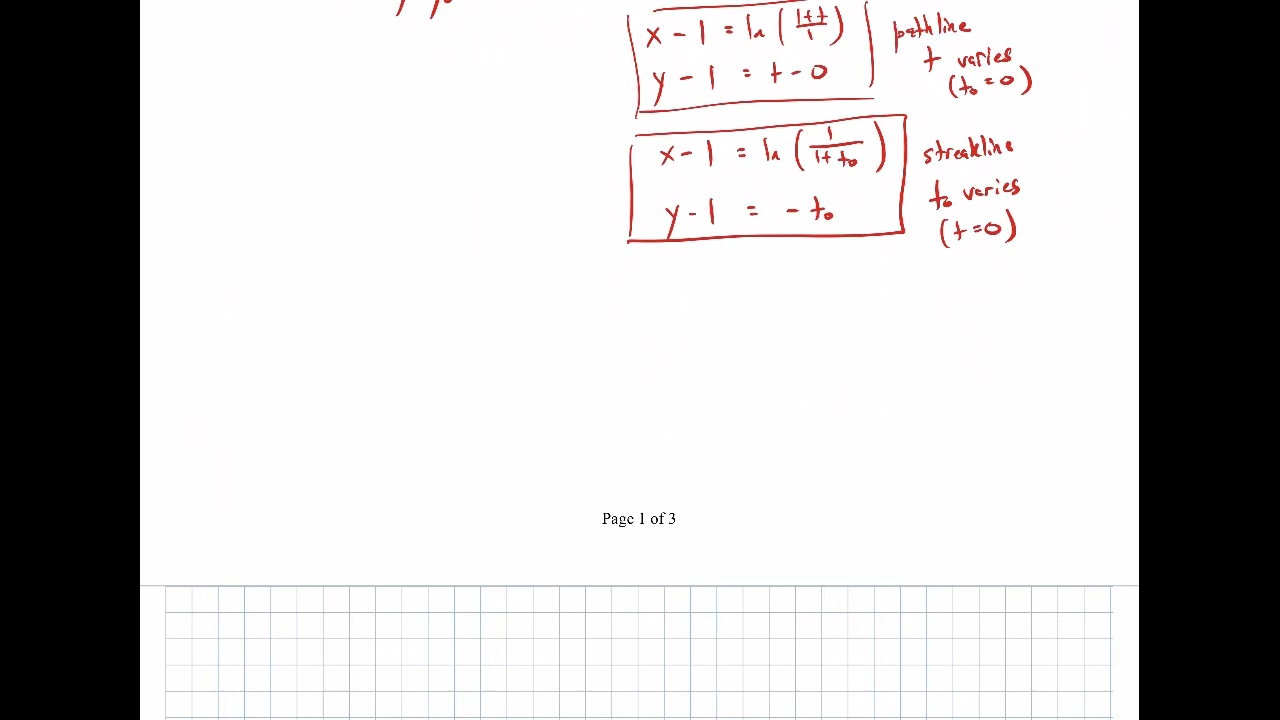 x - 1 = ln (1+t/1)
y - 1 = t - 0
pathline
t varies
(t₀ = 0)
x - 1 = ln (1/1+t₀)
y - 1 = - t₀
streakline
t₀ varies
(t = 0)
Page 1 of 3